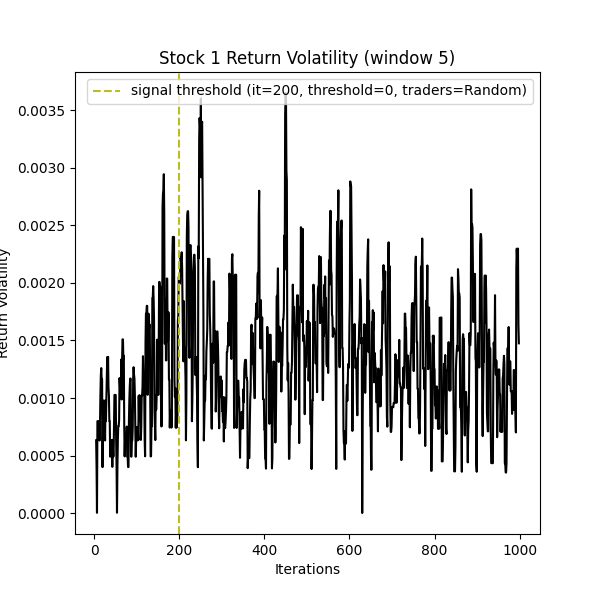 Stock 1 Return Volatility (window 5)
signal threshold (it=200, threshold=0, traders=Random)
Return Volatility
0.0035
0.0030
0.0025
0.0020
0.0015
0.0010
0.0005
0.0000
0 200 400 600 800 1000
Iterations